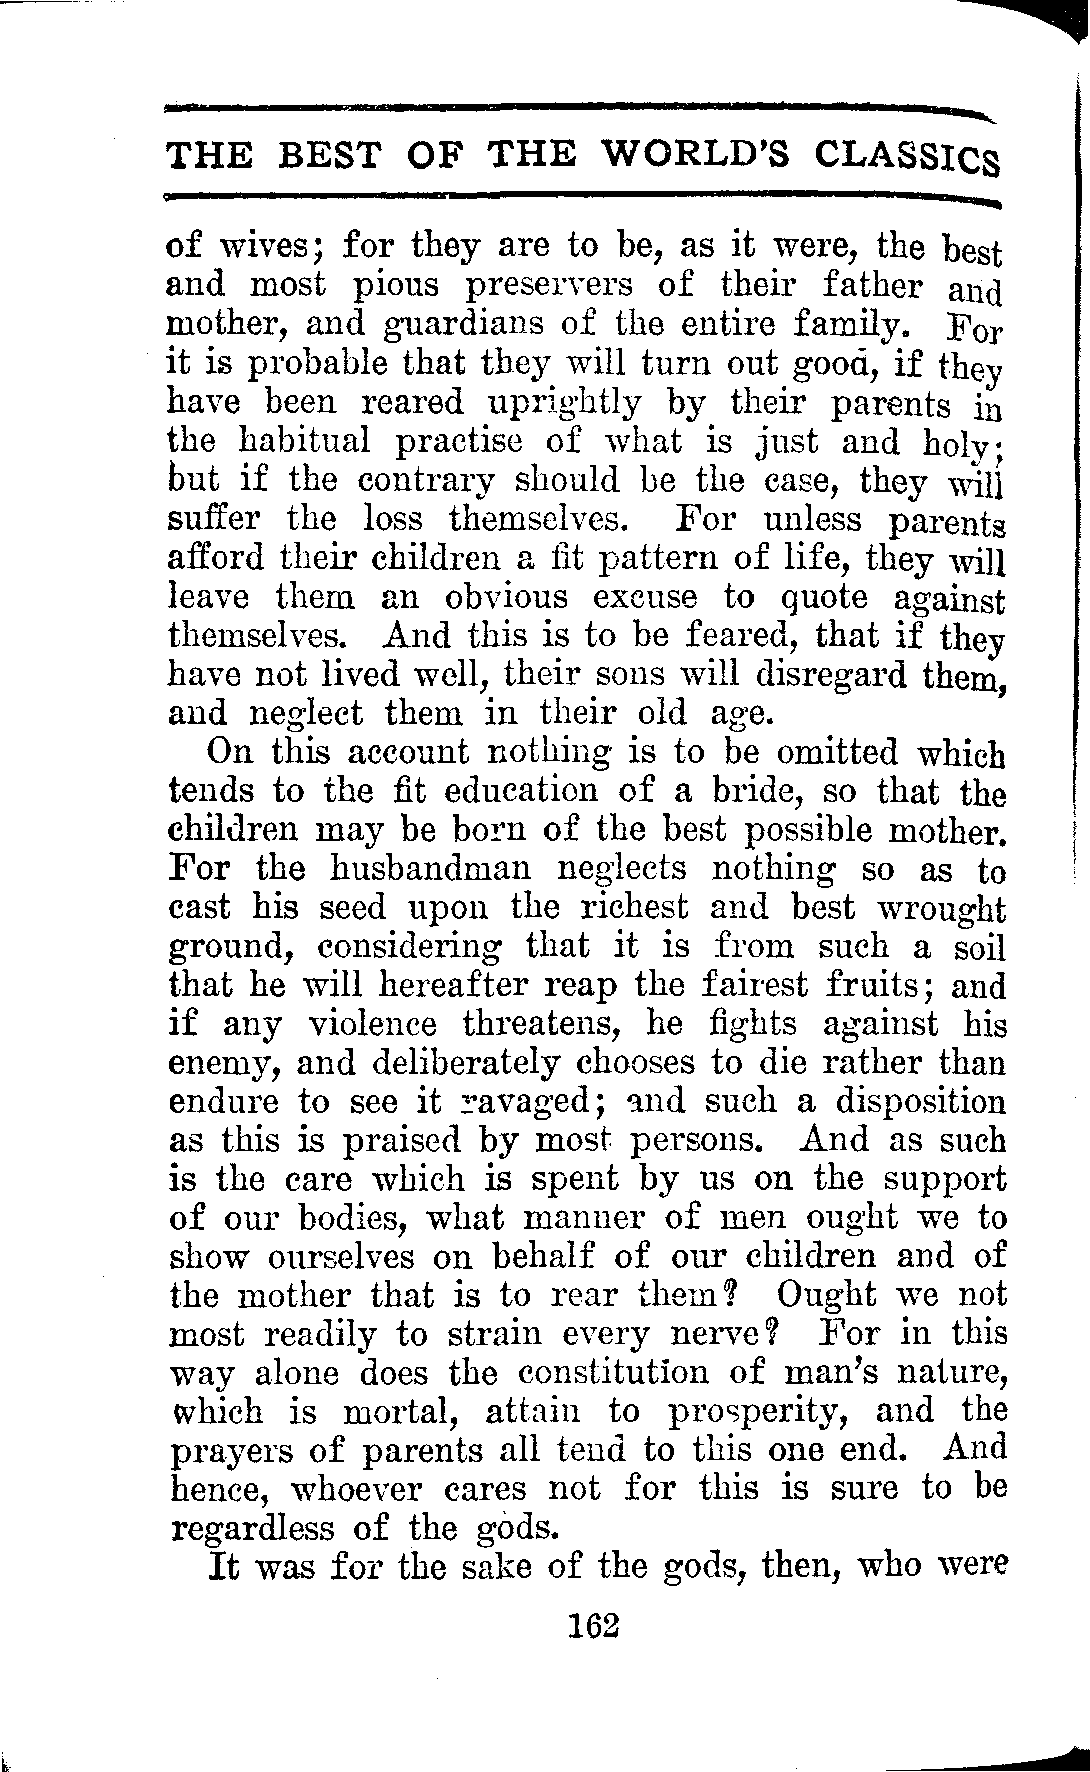 THE BEST OF THE WORLD'S CLASSICS
of wives; for they are to be, as it were, the best
and most pious preservers of their father and
mother, and guardians of the entire family. For
it is probable that they will turn out good, if they
have been reared uprightly by their parents in
the habitual practise of what is just and holy;
but if the contrary should be the case, they will
suffer the loss themselves. For unless parents
afford their children a fit pattern of life, they will
leave them an obvious excuse to quote against
themselves. And this is to be feared, that if they
have not lived well, their sons will disregard them,
and neglect them in their old age.
On this account nothing is to be omitted which
tends to the fit education of a bride, so that the
children may be born of the best possible mother.
For the husbandman neglects nothing so as to
cast his seed upon the richest and best wrought
ground, considering that it is from such a soil
that he will hereafter reap the fairest fruits; and
if any violence threatens, he fights against his
enemy, and deliberately chooses to die rather than
endure to see it ravaged; and such a disposition
as this is praised by most persons. And as such
is the care which is spent by us on the support
of our bodies, what manner of men ought we to
show ourselves on behalf of our children and of
the mother that is to rear them? Ought we not
most readily to strain every nerve? For in this
way alone does the constitution of man's nature,
which is mortal, attain to prosperity, and the
prayers of parents all tend to this one end. And
hence, whoever cares not for this is sure to be
regardless of the gods.
It was for the sake of the gods, then, who were
162